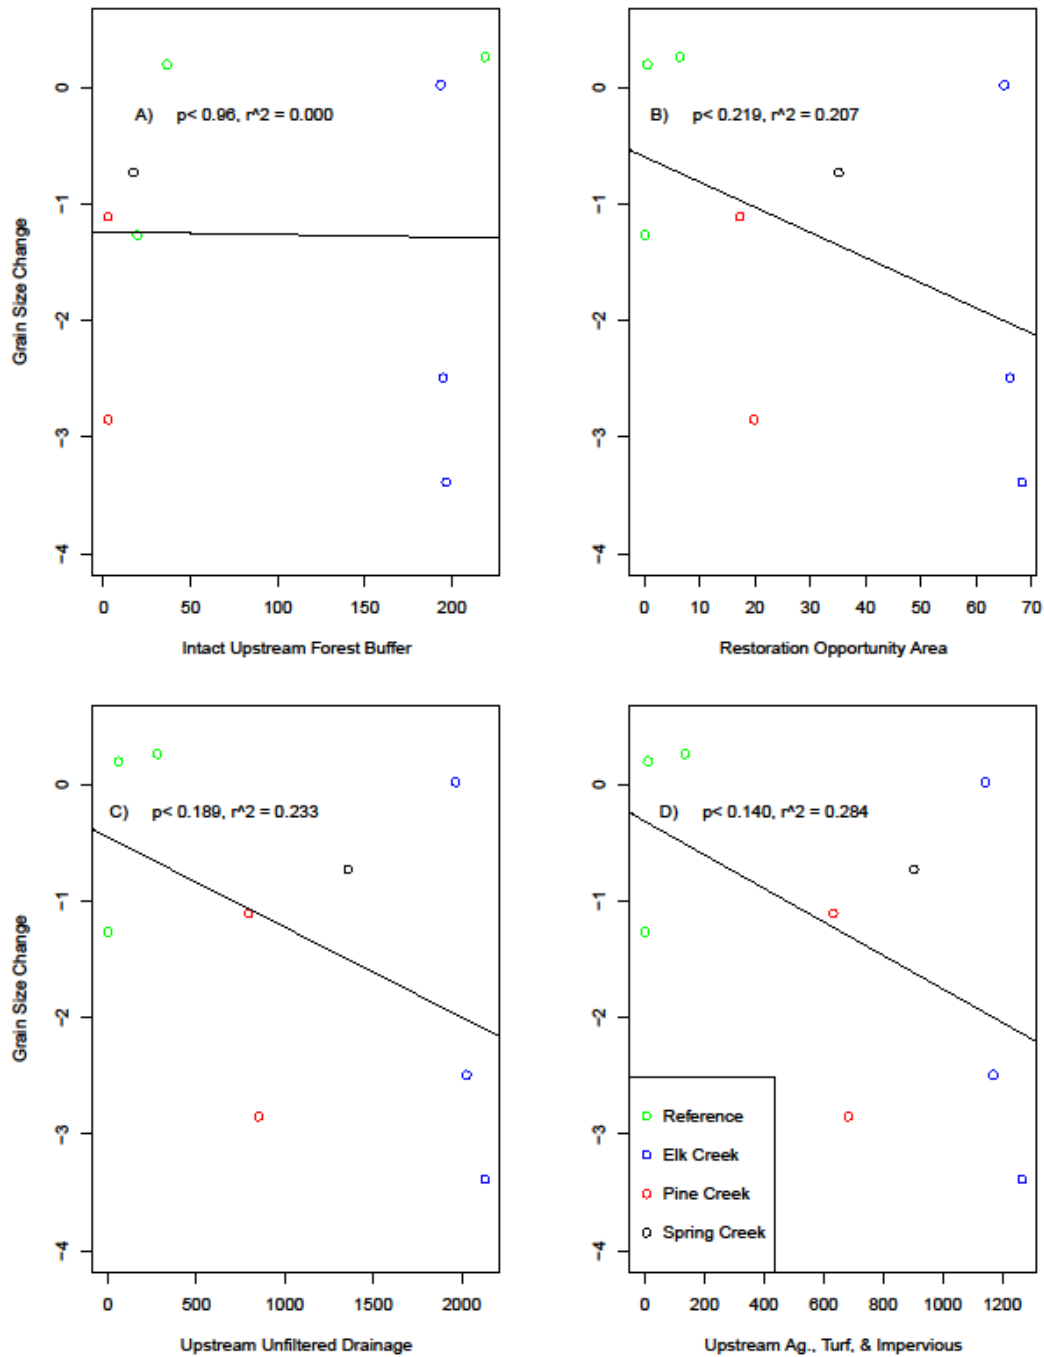 A) p< 0.96, r^2 = 0.000
Grain Size Change
0
−1
−2
−3
−4
0 50 100 150 200
Intact Upstream Forest Buffer
B) p< 0.219, r^2 = 0.207
0
−1
−2
−3
−4
0 10 20 30 40 50 60 70
Restoration Opportunity Area
C) p< 0.189, r^2 = 0.233
Grain Size Change
0
−1
−2
−3
−4
0 500 1000 1500 2000
Upstream Unfiltered Drainage
D) p< 0.140, r^2 = 0.284
0
−1
−2
−3
−4
Reference
Elk Creek
Pine Creek
Spring Creek
0 200 400 600 800 1000 1200
Upstream Ag., Turf, & Impervious